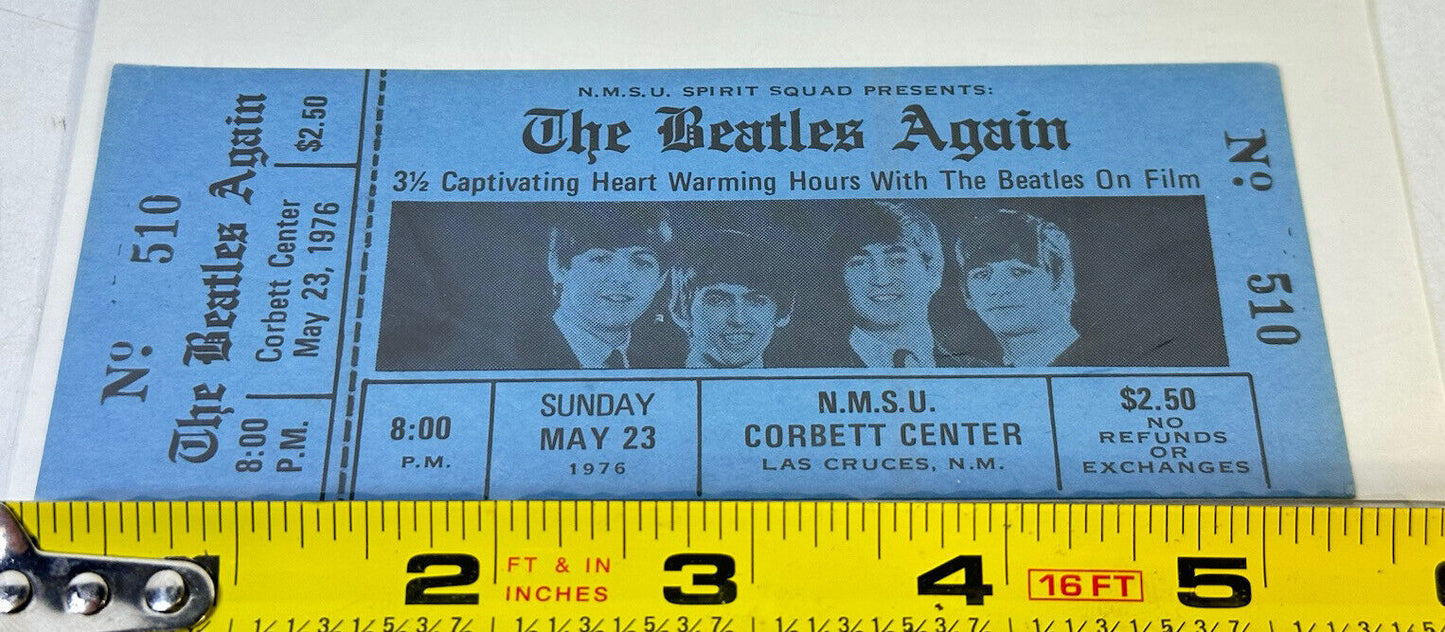 Nº. 510
The Beatles Again
8:00 P.M.
Corbett Center
May 23, 1976
$2.50
N.M.S.U. SPIRIT SQUAD PRESENTS:
The Beatles Again
3½ Captivating Heart Warming Hours With The Beatles On Film
8:00
P.M.
SUNDAY
MAY 23
1976
N.M.S.U.
CORBETT CENTER
LAS CRUCES, N.M.
$2.50
NO
REFUNDS
OR
EXCHANGES
Nº. 510
1 2 FT & IN 3 4 16 FT 5
INCHES